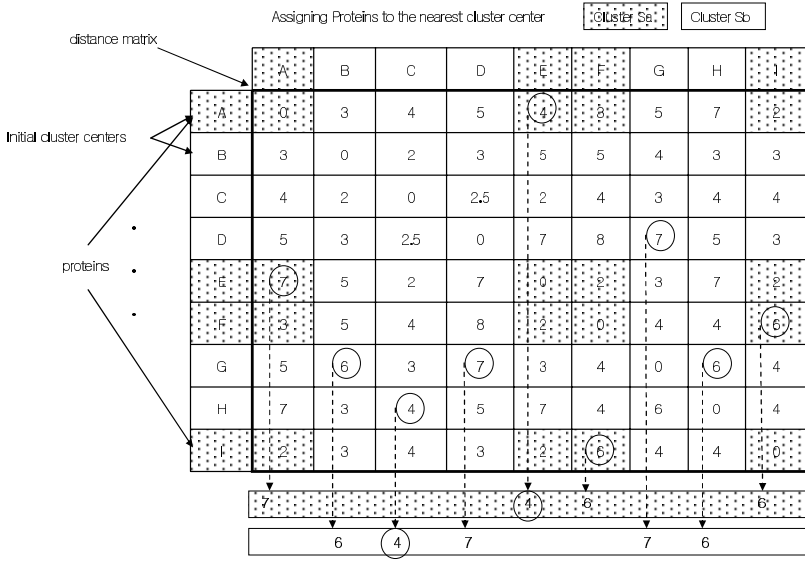 Assigning Proteins to the nearest cluster center Cluster Sa Cluster Sb
distance matrix
A B C D E F G H I
A 0 3 4 5 4 3 5 7 2
Initial cluster centers
B 3 0 2 3 5 5 4 3 3
C 4 2 0 2.5 2 4 3 4 4
D 5 3 2.5 0 7 8 7 5 3
proteins
E 7 5 2 7 0 2 3 7 2
F 3 5 4 8 2 0 4 4 6
G 5 6 3 7 3 4 0 6 4
H 7 3 4 5 7 4 6 0 4
I 2 3 4 3 2 6 4 4 0
7 4 6 6
6 4 7 7 6